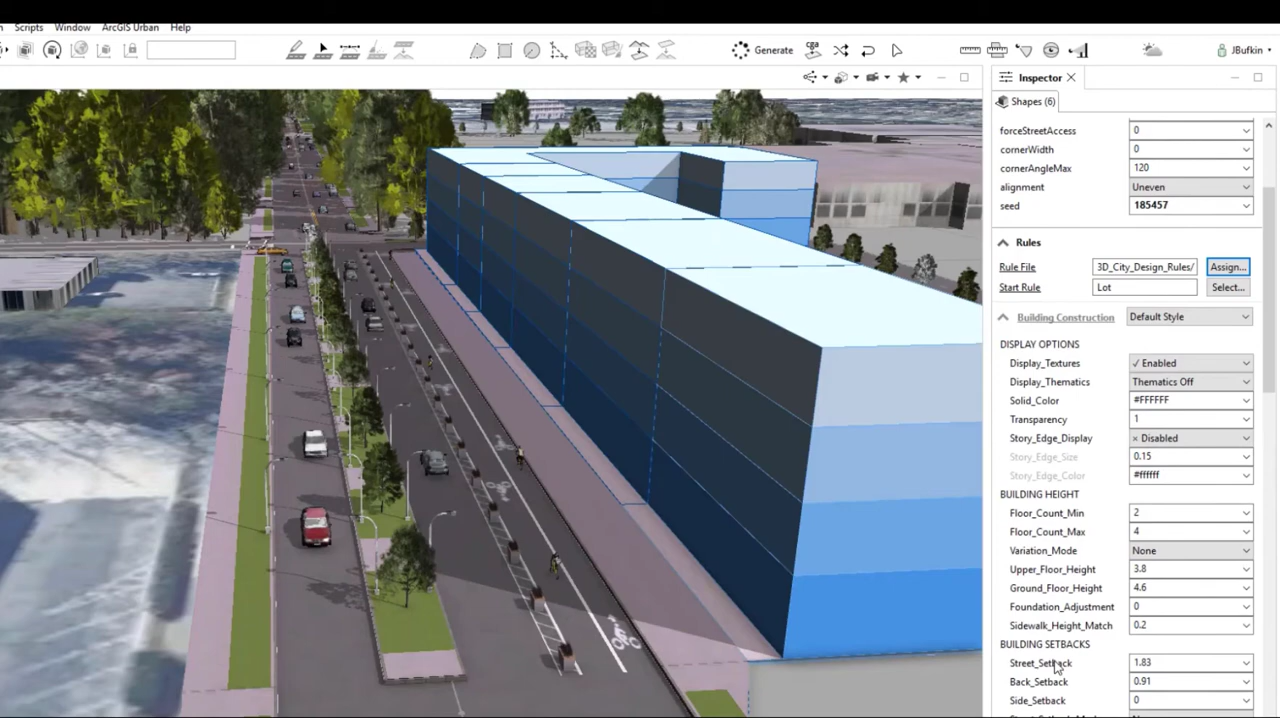 Scripts Window ArcGIS Urban Help
Generate
JBufkin
Inspector
Shapes (6)
forceStreetAccess 0
cornerWidth 0
cornerAngleMax 120
alignment Uneven
seed 185457
Rules
Rule File 3D_City_Design_Rules/ Assign...
Start Rule Lot Select...
Building Construction Default Style
DISPLAY OPTIONS
Display_Textures ✓ Enabled
Display_Thematics Thematics Off
Solid_Color #FFFFFF
Transparency 1
Story_Edge_Display × Disabled
Story_Edge_Size 0.15
Story_Edge_Color #ffffff
BUILDING HEIGHT
Floor_Count_Min 2
Floor_Count_Max 4
Variation_Mode None
Upper_Floor_Height 3.8
Ground_Floor_Height 4.6
Foundation_Adjustment 0
Sidewalk_Height_Match 0.2
BUILDING SETBACKS
Street_Setback 1.83
Back_Setback 0.91
Side_Setback 0